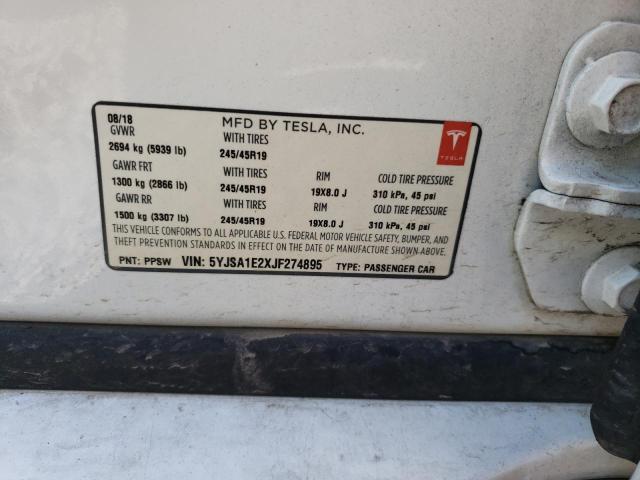 08/18 MFD BY TESLA, INC.
GVWR WITH TIRES
2694 kg (5939 lb) 245/45R19
GAWR FRT WITH TIRES RIM COLD TIRE PRESSURE
1300 kg (2866 lb) 245/45R19 19X8.0 J 310 kPa, 45 psi
GAWR RR WITH TIRES RIM COLD TIRE PRESSURE
1500 kg (3307 lb) 245/45R19 19X8.0 J 310 kPa, 45 psi
THIS VEHICLE CONFORMS TO ALL APPLICABLE U.S. FEDERAL MOTOR VEHICLE SAFETY, BUMPER, AND
THEFT PREVENTION STANDARDS IN EFFECT ON THE DATE OF MANUFACTURE SHOWN ABOVE.
PNT: PPSW VIN: 5YJSA1E2XJF274895 TYPE: PASSENGER CAR
TESLA